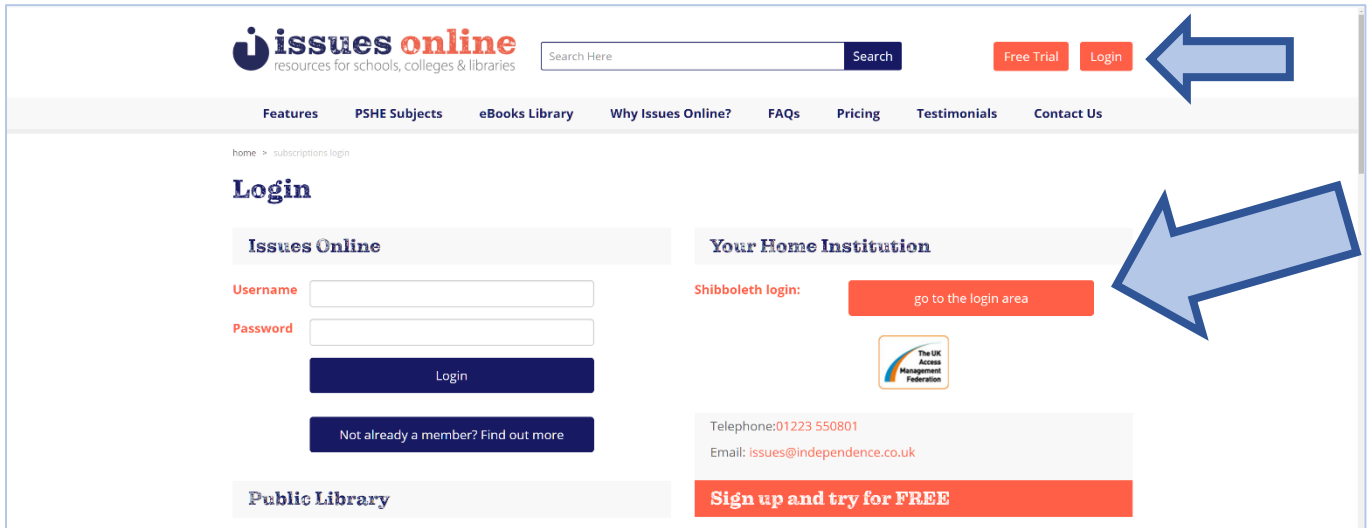 issues online
resources for schools, colleges & libraries
Search Here
Search
Free Trial
Login
Features PSHE Subjects eBooks Library Why Issues Online? FAQs Pricing Testimonials Contact Us
home > subscriptions login
Login
Issues Online
Username
Password
Login
Not already a member? Find out more
Public Library
Your Home Institution
Shibboleth login:
go to the login area
The UK
Access
Management
Federation
Telephone:01223 550801
Email: issues@independence.co.uk
Sign up and try for FREE